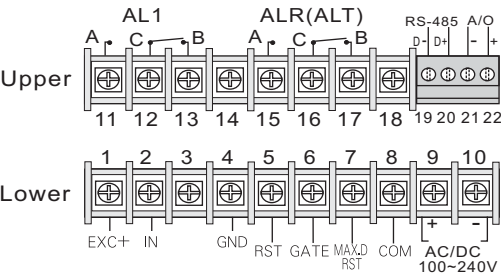 AL1 ALR(ALT)
RS-485 A/O
A C B A C B D- D+ - +
Upper
11 12 13 14 15 16 17 18 19 20 21 22
1 2 3 4 5 6 7 8 9 10
Lower
+ -
EXC+ IN GND RST GATE MAX.D RST COM AC/DC
100~240V